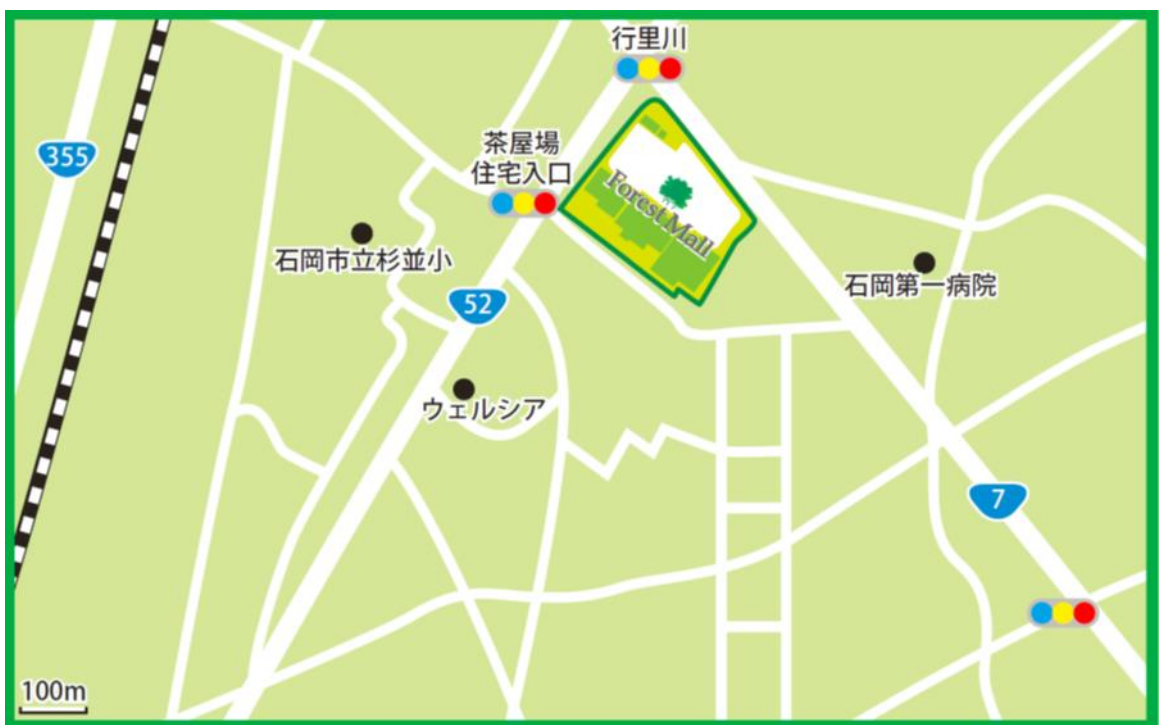 行里川
355
茶屋場
住宅入口
Forest Mall
石岡市立杉並小
石岡第一病院
52
ウェルシア
7
100m